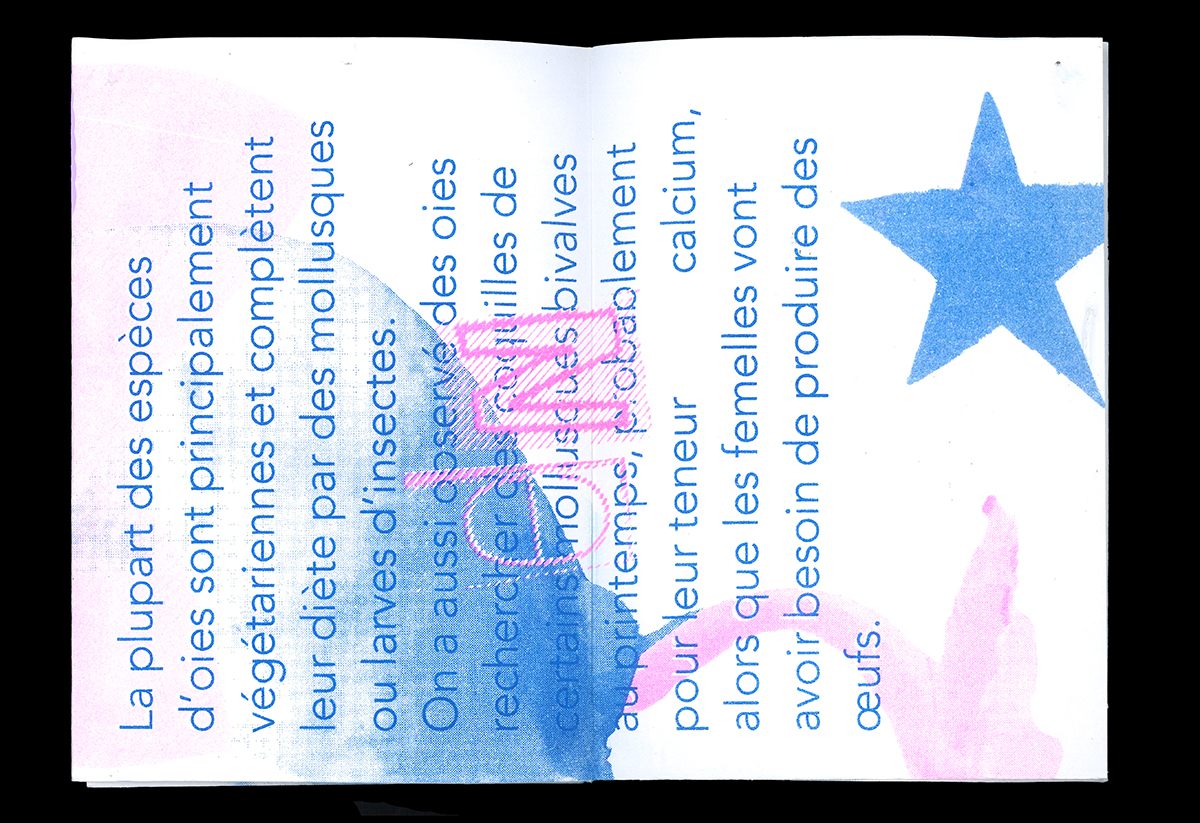 La plupart des espèces
d’oies sont principalement
végétariennes et complètent
leur diète par des mollusques
ou larves d’insectes.
On a aussi observé des oies
rechercher des coquilles de
certains mollusques bivalves
au printemps, probablement
pour leur teneur calcium,
alors que les femelles vont
avoir besoin de produire des
œufs.